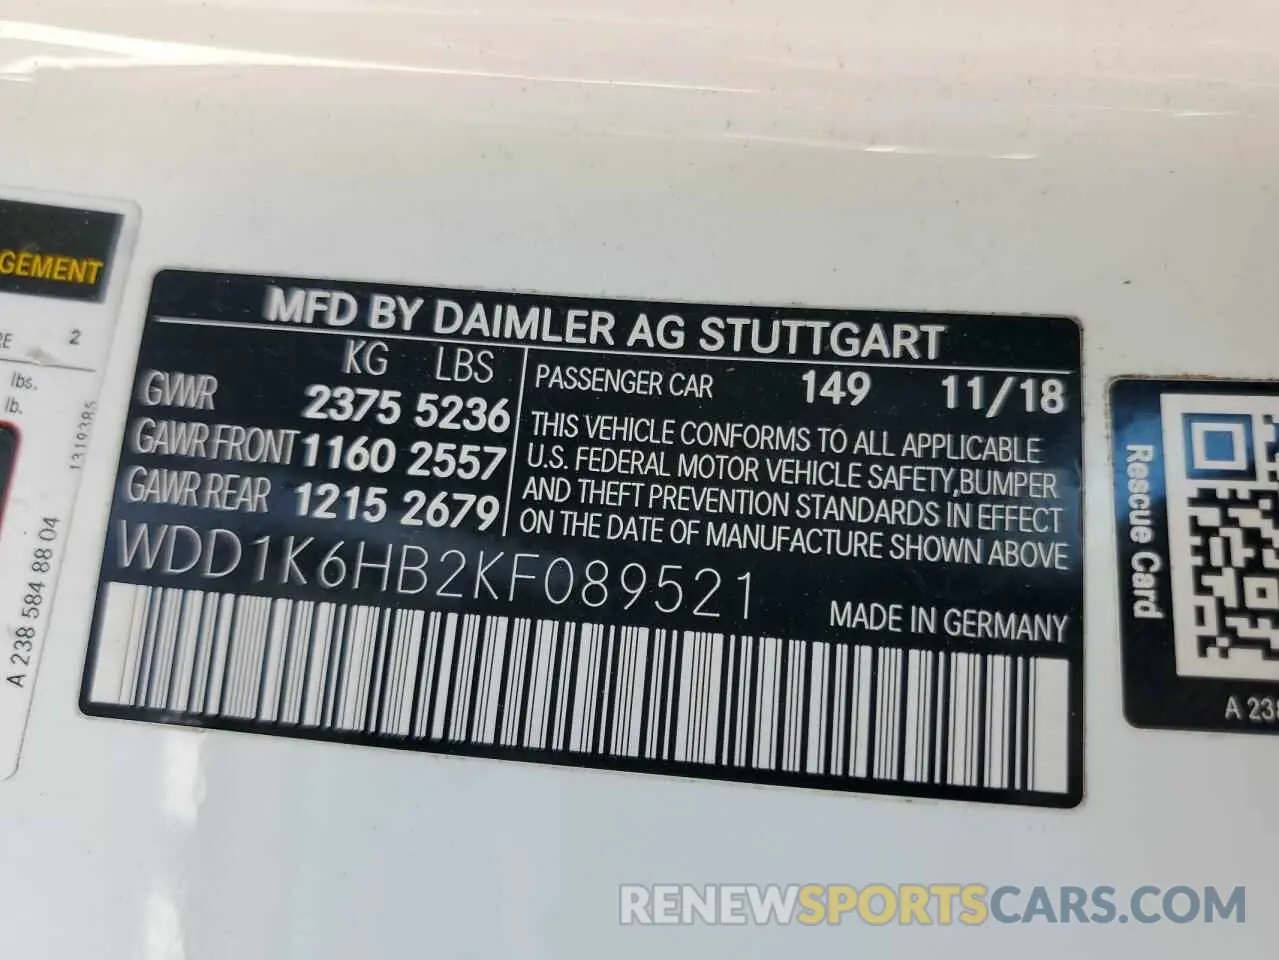 GEMENT
RE 2
lbs.
lb.
1319385
A 238 584 88 04
MFD BY DAIMLER AG STUTTGART
KG LBS
GVWR 2375 5236
GAWR FRONT 1160 2557
GAWR REAR 1215 2679
PASSENGER CAR 149 11/18
THIS VEHICLE CONFORMS TO ALL APPLICABLE
U.S. FEDERAL MOTOR VEHICLE SAFETY,BUMPER
AND THEFT PREVENTION STANDARDS IN EFFECT
ON THE DATE OF MANUFACTURE SHOWN ABOVE
WDD1K6HB2KF089521
MADE IN GERMANY
Rescue Card
A 23
RENEWSPORTSCARS.COM